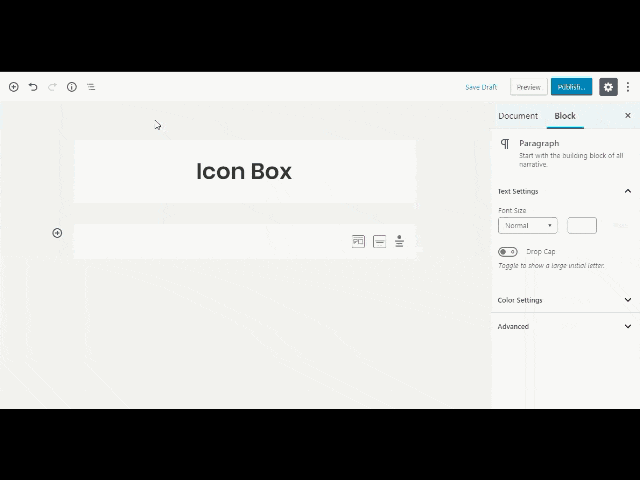 Save Draft
Preview
Publish...
Document
Block
Icon Box
Paragraph
Start with the building block of all
narrative.
Text Settings
Font Size
Normal
Drop Cap
Toggle to show a large initial letter.
Color Settings
Advanced